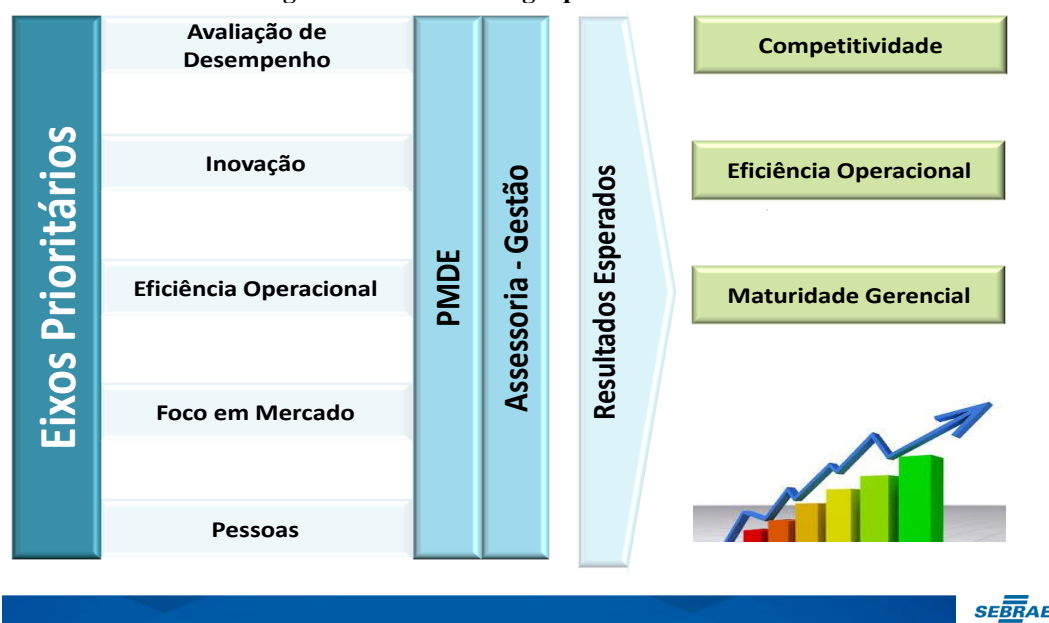 Avaliação de
Desempenho
Inovação
Eficiência Operacional
Foco em Mercado
Pessoas
Eixos Prioritários
PMDE
Assessoria - Gestão
Resultados Esperados
Competitividade
Eficiência Operacional
Maturidade Gerencial
SEBRAE